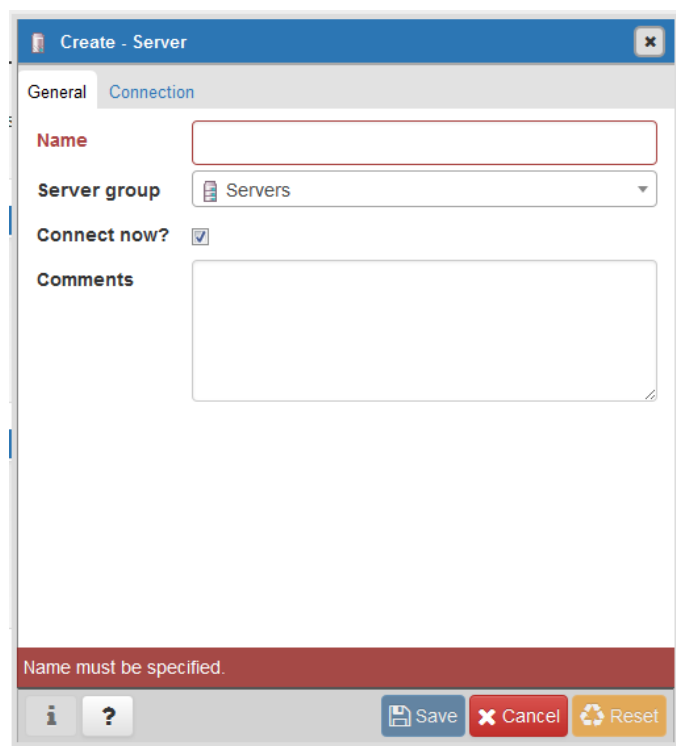 Create - Server
General Connection
Name
Server group Servers
Connect now?
Comments
Name must be specified.
i ? Save Cancel Reset